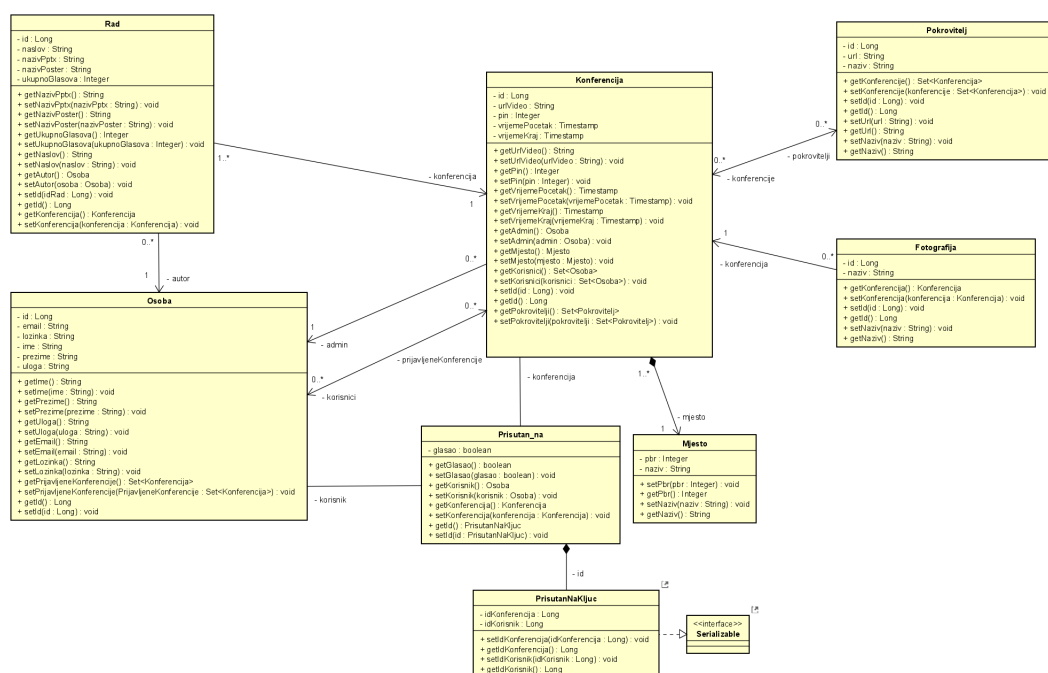 Rad
- id : Long
- naslov : String
- nazivPptx : String
- nazivPoster : String
- ukupnoGlasova : Integer
+ getNazivPptx() : String
+ setNazivPptx(nazivPptx : String) : void
+ getNazivPoster() : String
+ setNazivPoster(nazivPoster : String) : void
+ getUkupnoGlasova() : Integer
+ setUkupnoGlasova(ukupnoGlasova : Integer) : void
+ getNaslov() : String
+ setNaslov(naslov : String) : void
+ getAutor() : Osoba
+ setAutor(osoba : Osoba) : void
+ setId(idRad : Long) : void
+ getId() : Long
+ getKonferencija() : Konferencija
+ setKonferencija(konferencija : Konferencija) : void
1..*
- konferencija
1
0..*
1
- autor
Konferencija
- id : Long
- urlVideo : String
- pin : Integer
- vrijemePocetak : Timestamp
- vrijemeKraj : Timestamp
+ getUrlVideo() : String
+ setUrlVideo(urlVideo : String) : void
+ getPin() : Integer
+ setPin(pin : Integer) : void
+ getVrijemePocetak() : Timestamp
+ setVrijemePocetak(vrijemePocetak : Timestamp) : void
+ getVrijemeKraj() : Timestamp
+ setVrijemeKraj(vrijemeKraj : Timestamp) : void
+ getAdmin() : Osoba
+ setAdmin(admin : Osoba) : void
+ getMjesto() : Mjesto
+ setMjesto(mjesto : Mjesto) : void
+ getKorisnici() : Set<Osoba>
+ setKorisnici(korisnici : Set<Osoba>) : void
+ setId(id : Long) : void
+ getId() : Long
+ getPokrovitelji() : Set<Pokrovitelj>
+ setPokrovitelji(pokrovitelji : Set<Pokrovitelj>) : void
Pokrovitelj
- id : Long
- url : String
- naziv : String
+ getKonferencije() : Set<Konferencija>
+ setKonferencije(konferencije : Set<Konferencija>) : void
+ setId(id : Long) : void
+ getId() : Long
+ setUrl(url : String) : void
+ getUrl() : String
+ setNaziv(naziv : String) : void
+ getNaziv() : String
0..*
- pokrovitelji
0..*
- konferencije
1
- konferencija
0..*
Fotografija
- id : Long
- naziv : String
+ getKonferencija() : Konferencija
+ setKonferencija(konferencija : Konferencija) : void
+ setId(id : Long) : void
+ getId() : Long
+ setNaziv(naziv : String) : void
+ getNaziv() : String
Osoba
- id : Long
- email : String
- lozinka : String
- ime : String
- prezime : String
- uloga : String
+ getIme() : String
+ setIme(ime : String) : void
+ getPrezime() : String
+ setPrezime(prezime : String) : void
+ getUloga() : String
+ setUloga(uloga : String) : void
+ getEmail() : String
+ setEmail(email : String) : void
+ getLozinka() : String
+ setLozinka(lozinka : String) : void
+ getPrijavljeneKonferencije() : Set<Konferencija>
+ setPrijavljeneKonferencije(PrijavljeneKonferencije : Set<Konferencija>) : void
+ getId() : Long
+ setId(id : Long) : void
0..*
1
- admin
0..*
- prijavljeneKonferencije
0..*
- korisnici
- konferencija
- korisnik
1..*
- mjesto
1
Prisutan_na
- glasao : boolean
+ getGlasao() : boolean
+ setGlasao(glasao : boolean) : void
+ getKorisnik() : Osoba
+ setKorisnik(korisnik : Osoba) : void
+ getKonferencija() : Konferencija
+ setKonferencija(konferencija : Konferencija) : void
+ getId() : PrisutanNaKljuc
+ setId(id : PrisutanNaKljuc) : void
Mjesto
- pbr : Integer
- naziv : String
+ setPbr(pbr : Integer) : void
+ getPbr() : Integer
+ setNaziv(naziv : String) : void
+ getNaziv() : String
- id
PrisutanNaKljuc
- idKonferencija : Long
- idKorisnik : Long
+ setIdKonferencija(idKonferencija : Long) : void
+ getIdKonferencija() : Long
+ setIdKorisnik(idKorisnik : Long) : void
+ getIdKorisnik() : Long
<<interface>>
Serializable